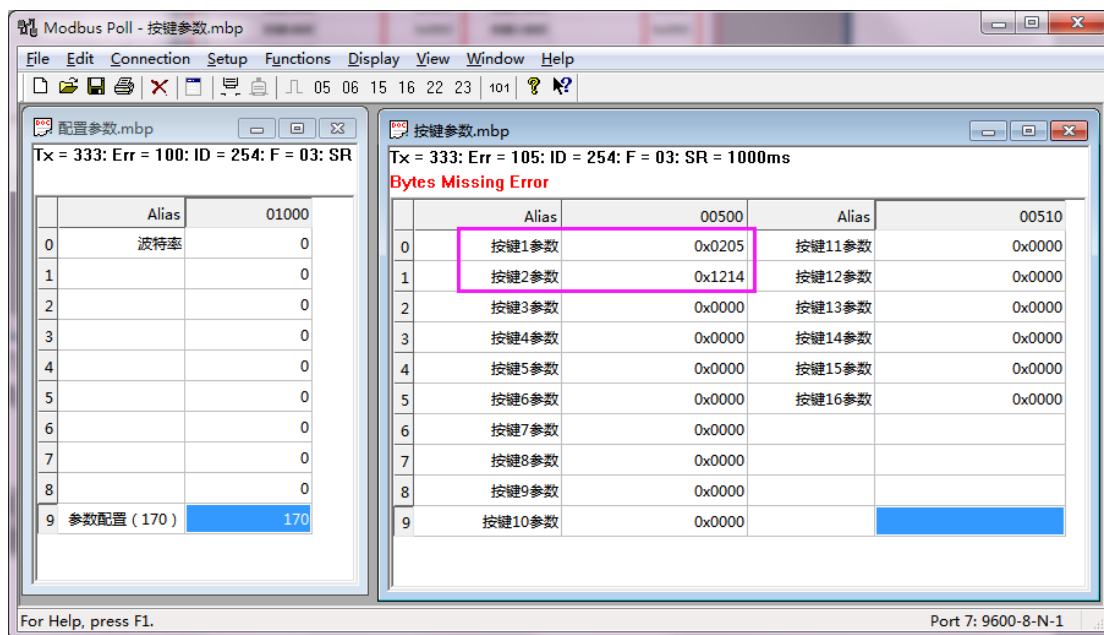 Modbus Poll - 按键参数.mbp
File Edit Connection Setup Functions Display View Window Help
05 06 15 16 22 23 101
配置参数.mbp
Tx = 333: Err = 100: ID = 254: F = 03: SR
Alias 01000
0 波特率 0
1 0
2 0
3 0
4 0
5 0
6 0
7 0
8 0
9 参数配置（170） 170
按键参数.mbp
Tx = 333: Err = 105: ID = 254: F = 03: SR = 1000ms
Bytes Missing Error
Alias 00500 Alias 00510
0 按键1参数 0x0205 按键11参数 0x0000
1 按键2参数 0x1214 按键12参数 0x0000
2 按键3参数 0x0000 按键13参数 0x0000
3 按键4参数 0x0000 按键14参数 0x0000
4 按键5参数 0x0000 按键15参数 0x0000
5 按键6参数 0x0000 按键16参数 0x0000
6 按键7参数 0x0000
7 按键8参数 0x0000
8 按键9参数 0x0000
9 按键10参数 0x0000
For Help, press F1.
Port 7: 9600-8-N-1